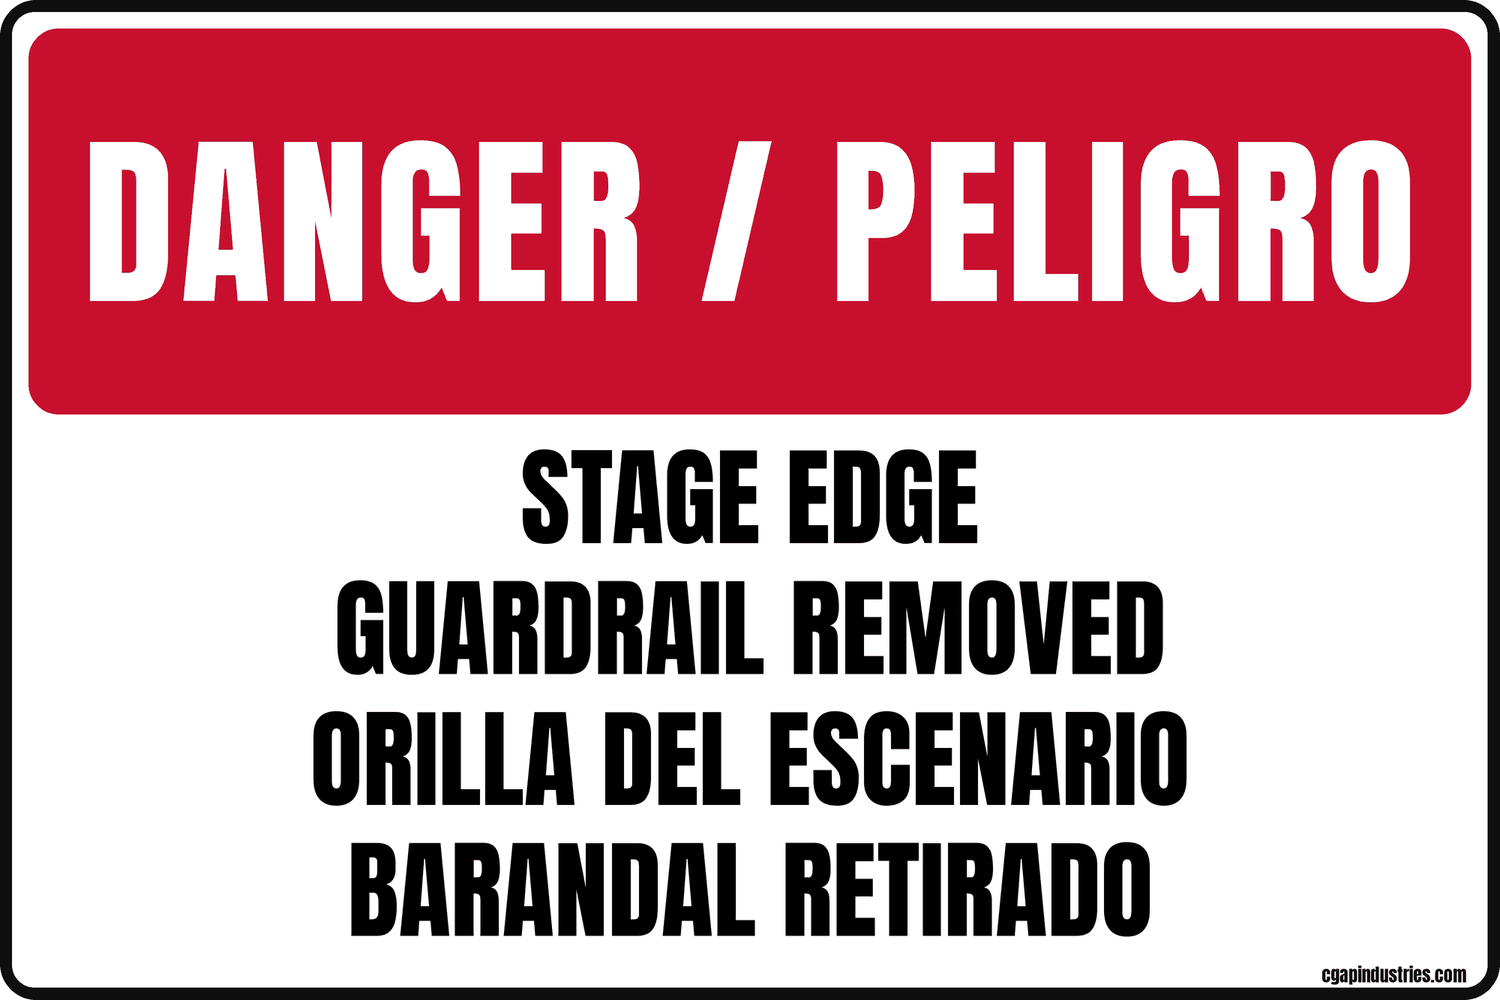 DANGER / PELIGRO
STAGE EDGE
GUARDRAIL REMOVED
ORILLA DEL ESCENARIO
BARANDAL RETIRADO
cgapindustries.com